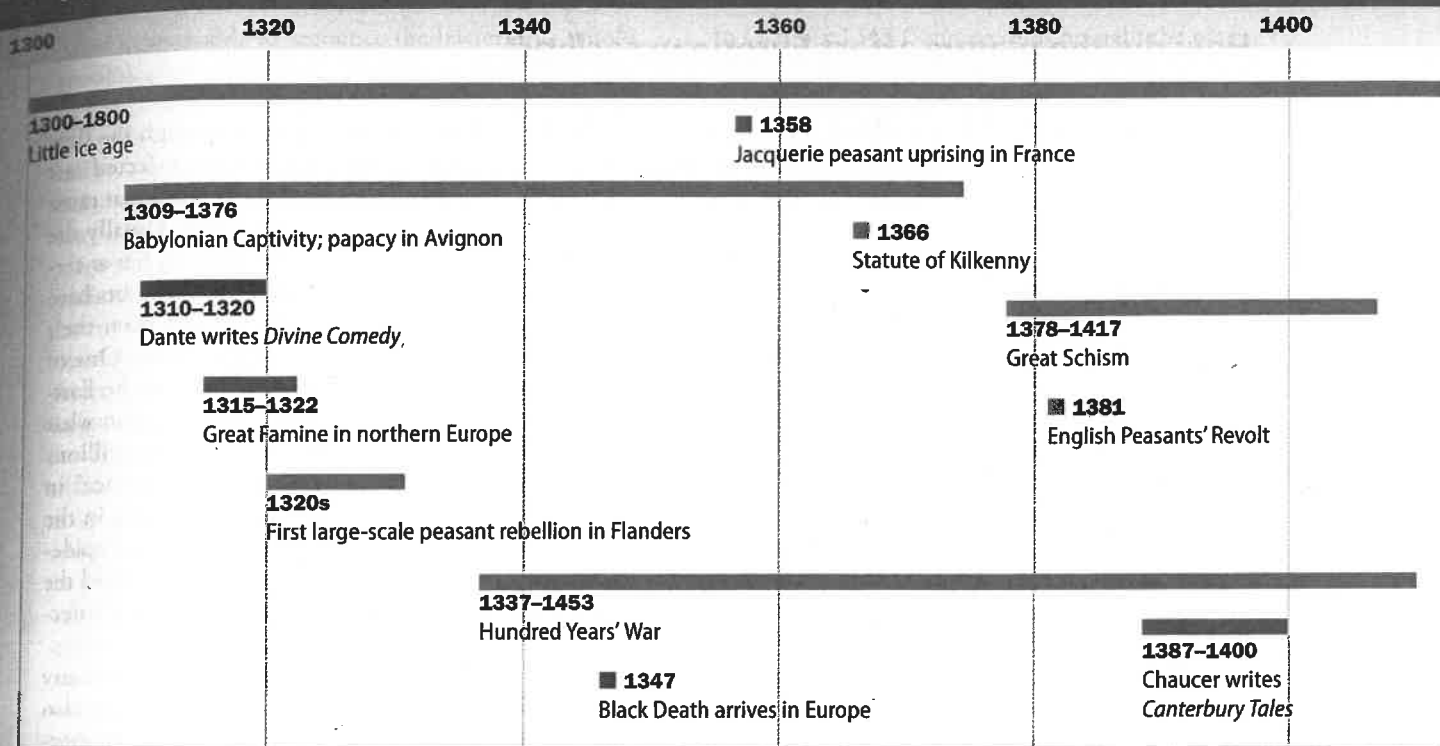 1300 1320 1340 1360 1380 1400
1300–1800
Little ice age
1358
Jacquerie peasant uprising in France
1309–1376
Babylonian Captivity; papacy in Avignon
1366
Statute of Kilkenny
1310–1320
Dante writes Divine Comedy
1378–1417
Great Schism
1315–1322
Great Famine in northern Europe
1381
English Peasants' Revolt
1320s
First large-scale peasant rebellion in Flanders
1337–1453
Hundred Years' War
1387–1400
Chaucer writes
Canterbury Tales
1347
Black Death arrives in Europe